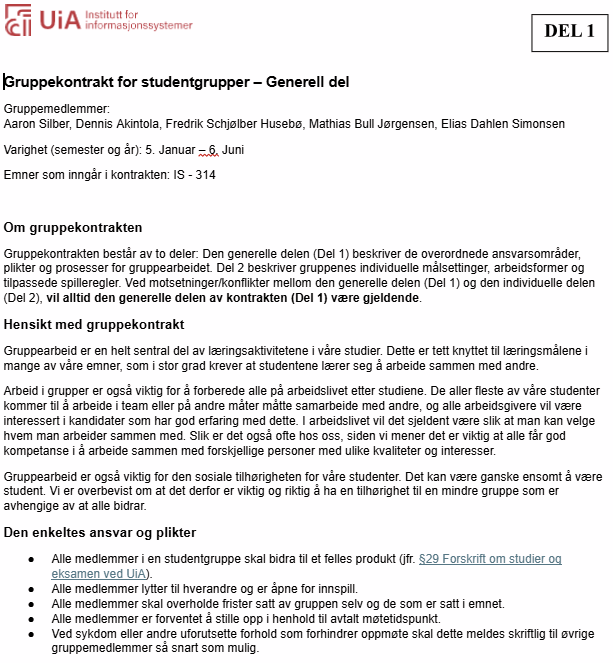 UiA Institutt for
informasjonssystemer
DEL 1
Gruppekontrakt for studentgrupper – Generell del
Gruppemedlemmer:
Aaron Silber, Dennis Akintola, Fredrik Schjølber Husebø, Mathias Bull Jørgensen, Elias Dahlen Simonsen
Varighet (semester og år): 5. Januar – 6. Juni
Emner som inngår i kontrakten: IS - 314
Om gruppekontrakten
Gruppekontrakten består av to deler: Den generelle delen (Del 1) beskriver de overordnede ansvarsområder,
plikter og prosesser for gruppearbeidet. Del 2 beskriver gruppenes individuelle målsettinger, arbeidsformer og
tilpassede spilleregler. Ved motsetninger/konflikter mellom den generelle delen (Del 1) og den individuelle delen
(Del 2), vil alltid den generelle delen av kontrakten (Del 1) være gjeldende.
Hensikt med gruppekontrakt
Gruppearbeid er en helt sentral del av læringsaktivitetene i våre studier. Dette er tett knyttet til læringsmålene i
mange av våre emner, som i stor grad krever at studentene lærer seg å arbeide sammen med andre.
Arbeid i grupper er også viktig for å forberede alle på arbeidslivet etter studiene. De aller fleste av våre studenter
kommer til å arbeide i team eller på andre måter måtte samarbeide med andre, og alle arbeidsgivere vil være
interessert i kandidater som har god erfaring med dette. I arbeidslivet vil det sjeldent være slik at man kan velge
hvem man arbeider sammen med. Slik er det også ofte hos oss, siden vi mener det er viktig at alle får god
kompetanse i å arbeide sammen med forskjellige personer med ulike kvaliteter og interesser.
Gruppearbeid er også viktig for den sosiale tilhørigheten for våre studenter. Det kan være ganske ensomt å være
student. Vi er overbevist om at det derfor er viktig og riktig å ha en tilhørighet til en mindre gruppe som er
avhengige av at alle bidrar.
Den enkeltes ansvar og plikter
● Alle medlemmer i en studentgruppe skal bidra til et felles produkt (jfr. §29 Forskrift om studier og
eksamen ved UiA).
● Alle medlemmer lytter til hverandre og er åpne for innspill.
● Alle medlemmer skal overholde frister satt av gruppen selv og de som er satt i emnet.
● Alle medlemmer er forventet å stille opp i henhold til avtalt møtetidspunkt.
● Ved sykdom eller andre uforutsette forhold som forhindrer oppmøte skal dette meldes skriftlig til øvrige
gruppemedlemmer så snart som mulig.